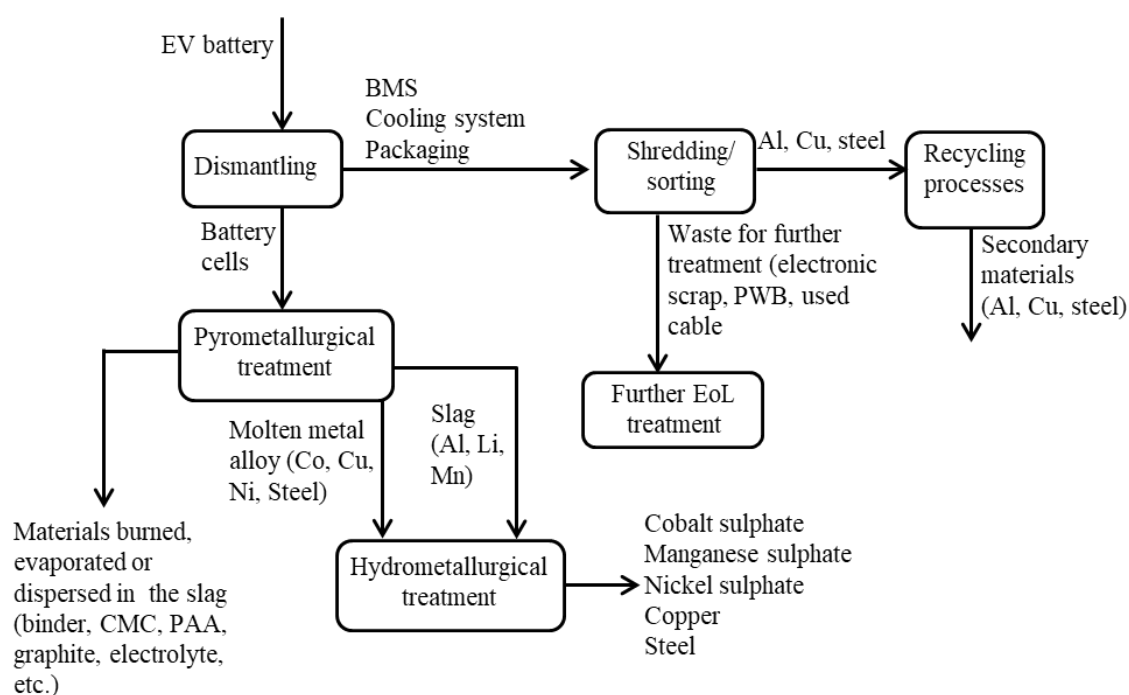 EV battery
BMS
Cooling system
Packaging
Dismantling
Shredding/
sorting
Al, Cu, steel
Recycling
processes
Battery
cells
Waste for further
treatment (electronic
scrap, PWB, used
cable
Secondary
materials
(Al, Cu, steel)
Pyrometallurgical
treatment
Further EoL
treatment
Molten metal
alloy (Co, Cu,
Ni, Steel)
Slag
(Al, Li,
Mn)
Materials burned,
evaporated or
dispersed in the slag
(binder, CMC, PAA,
graphite, electrolyte,
etc.)
Hydrometallurgical
treatment
Cobalt sulphate
Manganese sulphate
Nickel sulphate
Copper
Steel